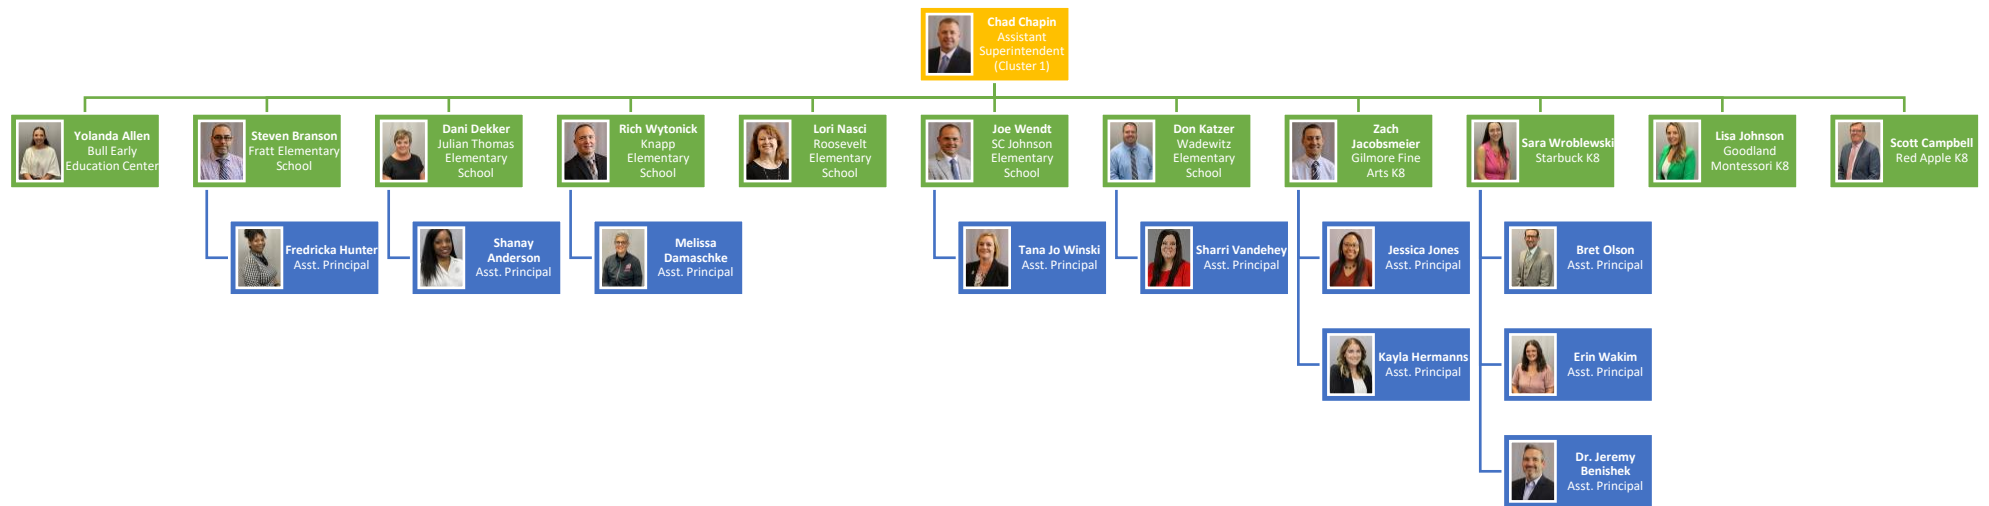 Chad Chapin
Assistant
Superintendent
(Cluster 1)
Yolanda Allen
Bull Early
Education Center
Steven Branson
Fratt Elementary
School
Dani Dekker
Julian Thomas
Elementary
School
Rich Wytonick
Knapp
Elementary
School
Lori Nasci
Roosevelt
Elementary
School
Joe Wendt
SC Johnson
Elementary
School
Don Katzer
Wadewitz
Elementary
School
Zach
Jacobsmeier
Gilmore Fine
Arts K8
Sara Wroblewski
Starbuck K8
Lisa Johnson
Goodland
Montessori K8
Scott Campbell
Red Apple K8
Fredricka Hunter
Asst. Principal
Shanay
Anderson
Asst. Principal
Melissa
Damaschke
Asst. Principal
Tana Jo Winski
Asst. Principal
Sharri Vandehey
Asst. Principal
Jessica Jones
Asst. Principal
Bret Olson
Asst. Principal
Kayla Hermanns
Asst. Principal
Erin Wakim
Asst. Principal
Dr. Jeremy
Benishek
Asst. Principal